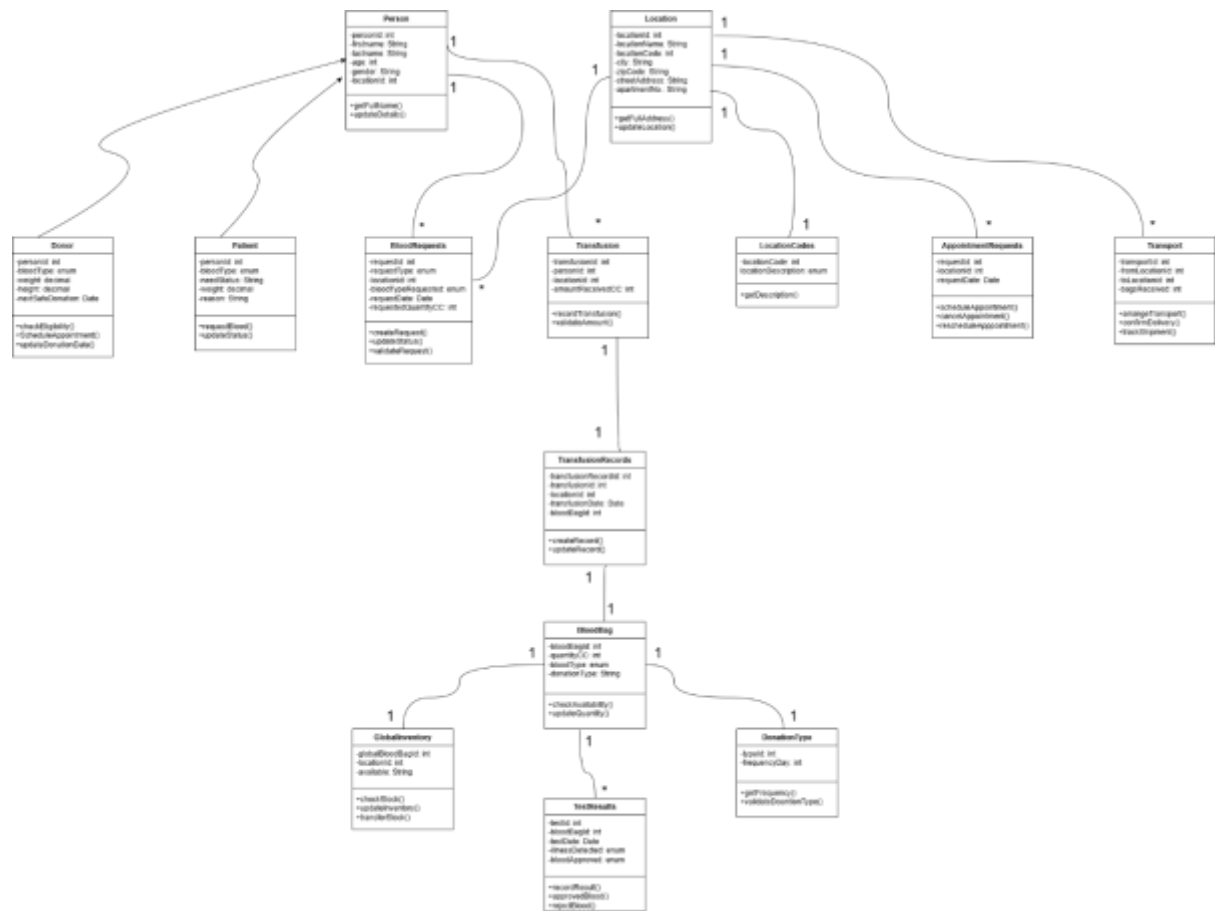 Person
-personId: int
-firstname: String
-lastname: String
-age: int
-gender: String
-locationId: int
+getFullName()
+updateDetails()
1
1
Location
-locationId: int
-locationName: String
-locationCode: int
-city: String
-zipCode: String
-streetAddress: String
-apartmentNo.: String
+getFullAddress()
+updateLocation()
1
1
1
1
1
Donor
-personId: int
-bloodType: enum
-weight: decimal
-height: decimal
-nextSafeDonation: Date
+checkEligibility()
+ScheduleAppointment()
+updateDonationDate()
Patient
-personId: int
-bloodType: enum
-needStatus: String
-weight: decimal
-reason: String
+requestBlood()
+updateStatus()
*
BloodRequests
-requestId: int
-requestType: enum
-locationId: int
-bloodTypeRequested: enum
-requestDate: Date
-requestedQuantityCC: int
+createRequest()
+updateStatus()
+validateRequest()
*
*
Transfusion
-transfusionId: int
-personId: int
-locationId: int
-amountReceivedCC: int
+recordTransfusion()
+validateAmount()
1
1
LocationCodes
-locationCode: int
locationDescription: enum
+getDescription()
*
AppointmentRequests
-requestId: int
-locationId: int
-requestDate: Date
+scheduleAppointment()
+cancelAppointment()
+rescheduleAppointment()
*
Transport
-transportId: int
-fromLocationId: int
-toLocationId: int
-bagsReceived: int
+arrangeTransport()
+confirmDelivery()
+trackShipment()
1
TransfusionRecords
-transfusionRecordId: int
-transfusionId: int
-locationId: int
-transfusionDate: Date
-bloodBagId: int
+createRecord()
+updateRecord()
1
1
BloodBag
-bloodBagId: int
-quantityCC: int
-bloodType: enum
-donationType: String
+checkAvailability()
+updateQuantity()
1
1
1
1
GlobalInventory
-globalBloodBagId: int
-locationId: int
-available: String
+checkStock()
+updateInventory()
+transferStock()
1
DonationType
-typeId: int
-frequencyDay: int
+getFrequency()
+validateDonationType()
*
TestResults
-testId: int
-bloodBagId: int
-testDate: Date
-illnessDetected: enum
-bloodApproved: enum
+recordResult()
+approvedBlood()
+rejectBlood()